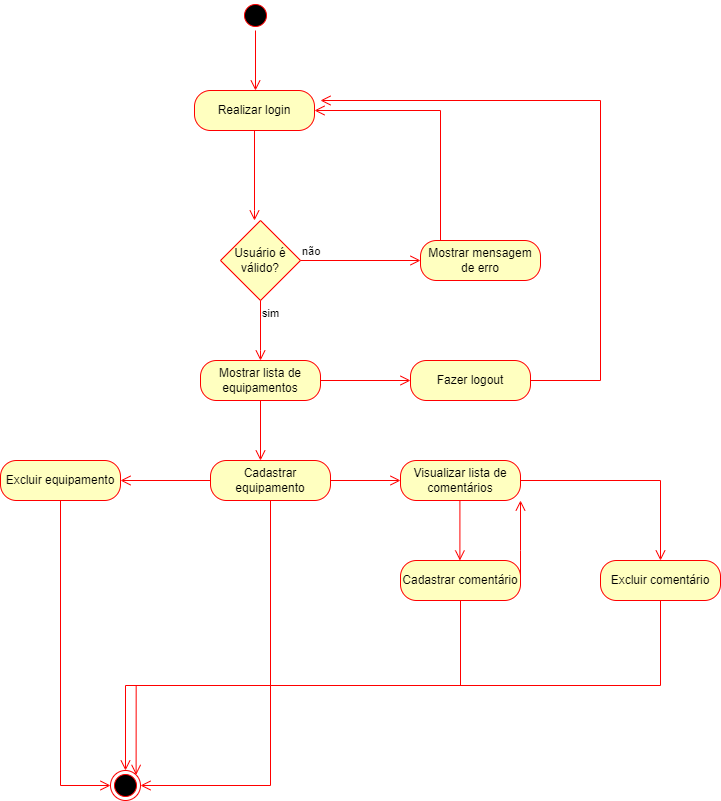 Realizar login
Usuário é
válido?
não
Mostrar mensagem
de erro
sim
Mostrar lista de
equipamentos
Fazer logout
Excluir equipamento
Cadastrar
equipamento
Visualizar lista de
comentários
Cadastrar comentário
Excluir comentário